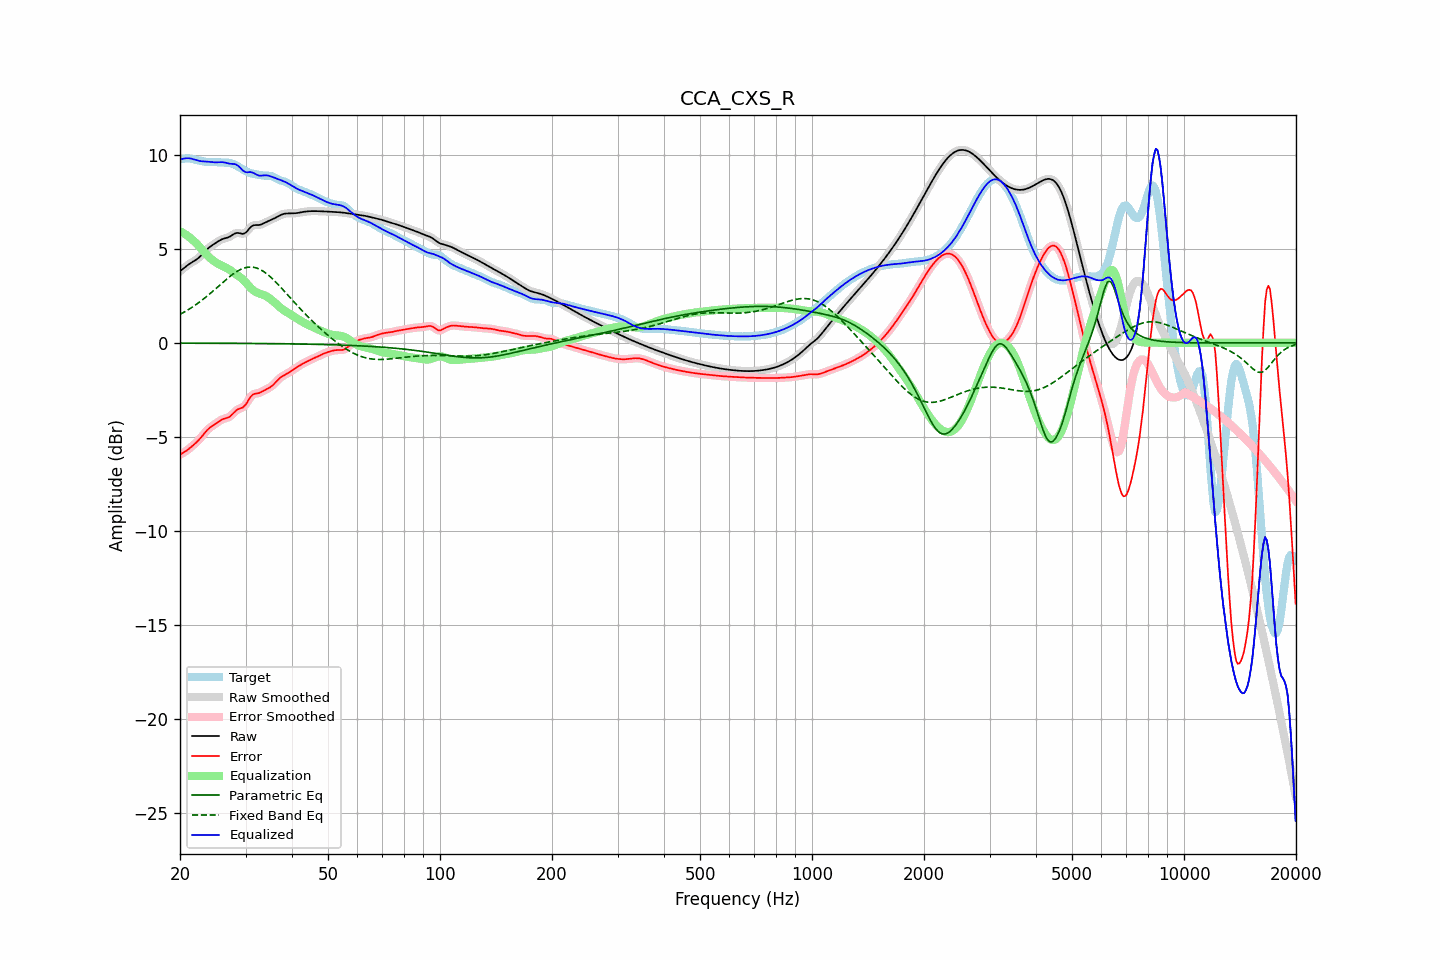 CCA_CXS_R
Amplitude (dBr)
10
5
0
−5
−10
−15
−20
−25
Target
Raw Smoothed
Error Smoothed
Raw
Error
Equalization
Parametric Eq
Fixed Band Eq
Equalized
20 50 100 200 500 1000 2000 5000 10000 20000
Frequency (Hz)